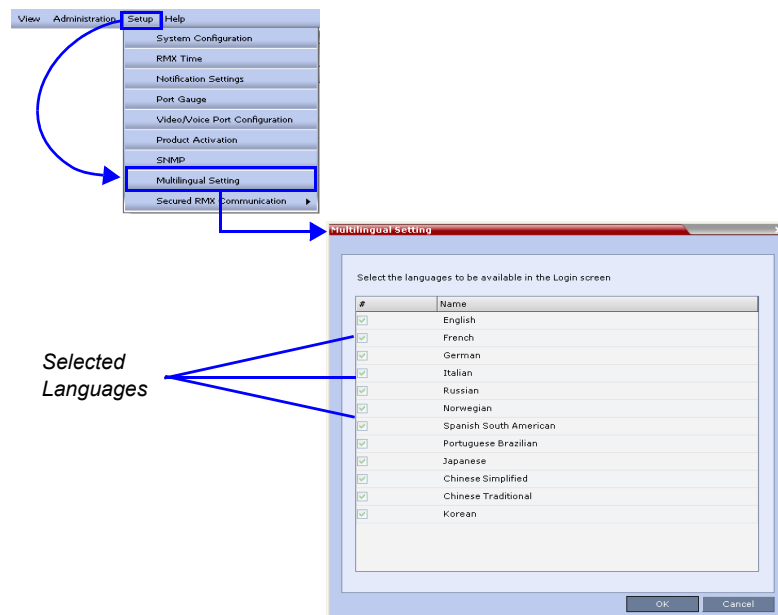 View Administration Setup Help
System Configuration
RMX Time
Notification Settings
Port Gauge
Video/Voice Port Configuration
Product Activation
SNMP
Multilingual Setting
Secured RMX Communication
Multilingual Setting
Select the languages to be available in the Login screen
# Name
English
French
German
Italian
Russian
Norwegian
Spanish South American
Portuguese Brazilian
Japanese
Chinese Simplified
Chinese Traditional
Korean
Selected
Languages
OK Cancel